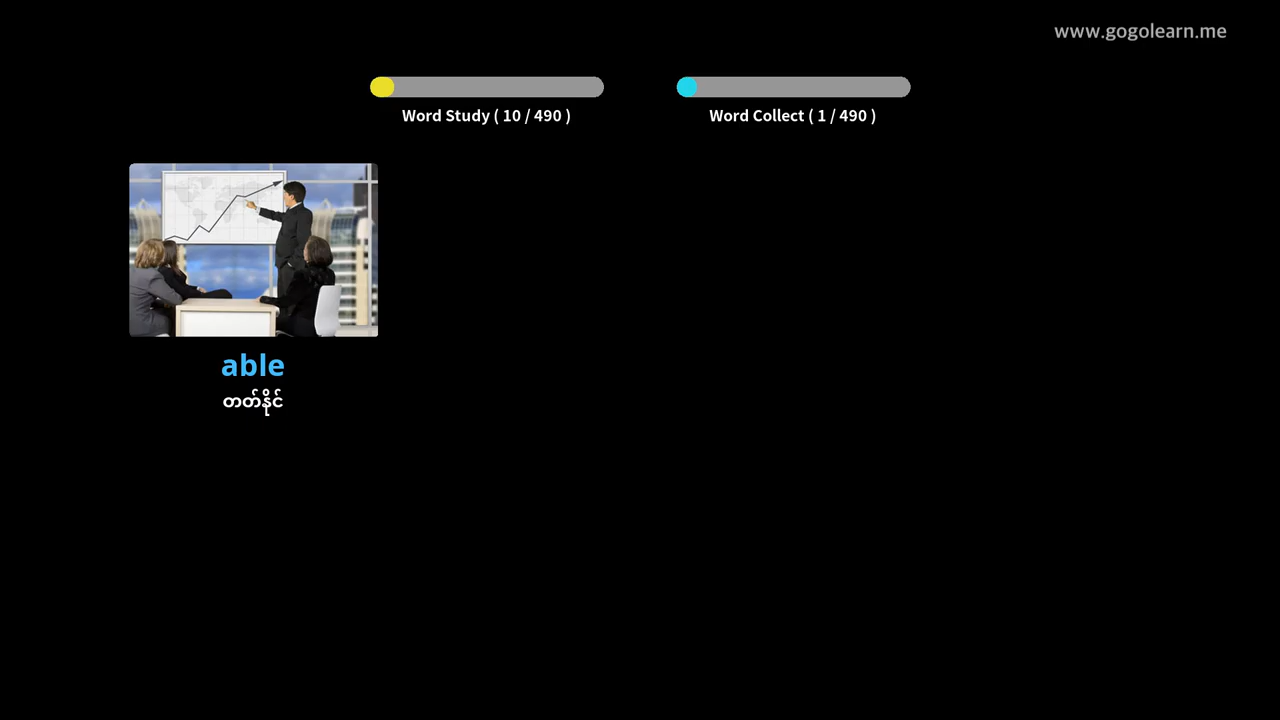 www.gogolearn.me
Word Study ( 10 / 490 )
Word Collect ( 1 / 490 )
able
တတ်နိုင်